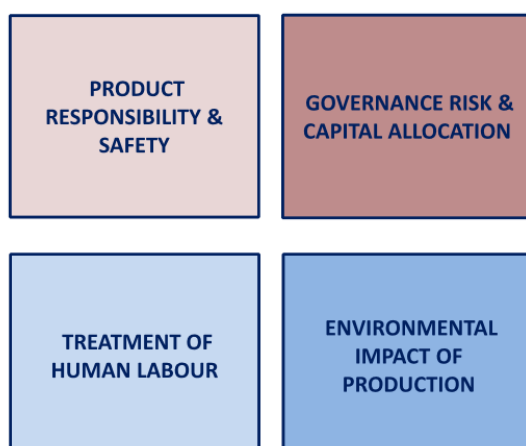 PRODUCT
RESPONSIBILITY &
SAFETY
GOVERNANCE RISK &
CAPITAL ALLOCATION
TREATMENT OF
HUMAN LABOUR
ENVIRONMENTAL
IMPACT OF
PRODUCTION